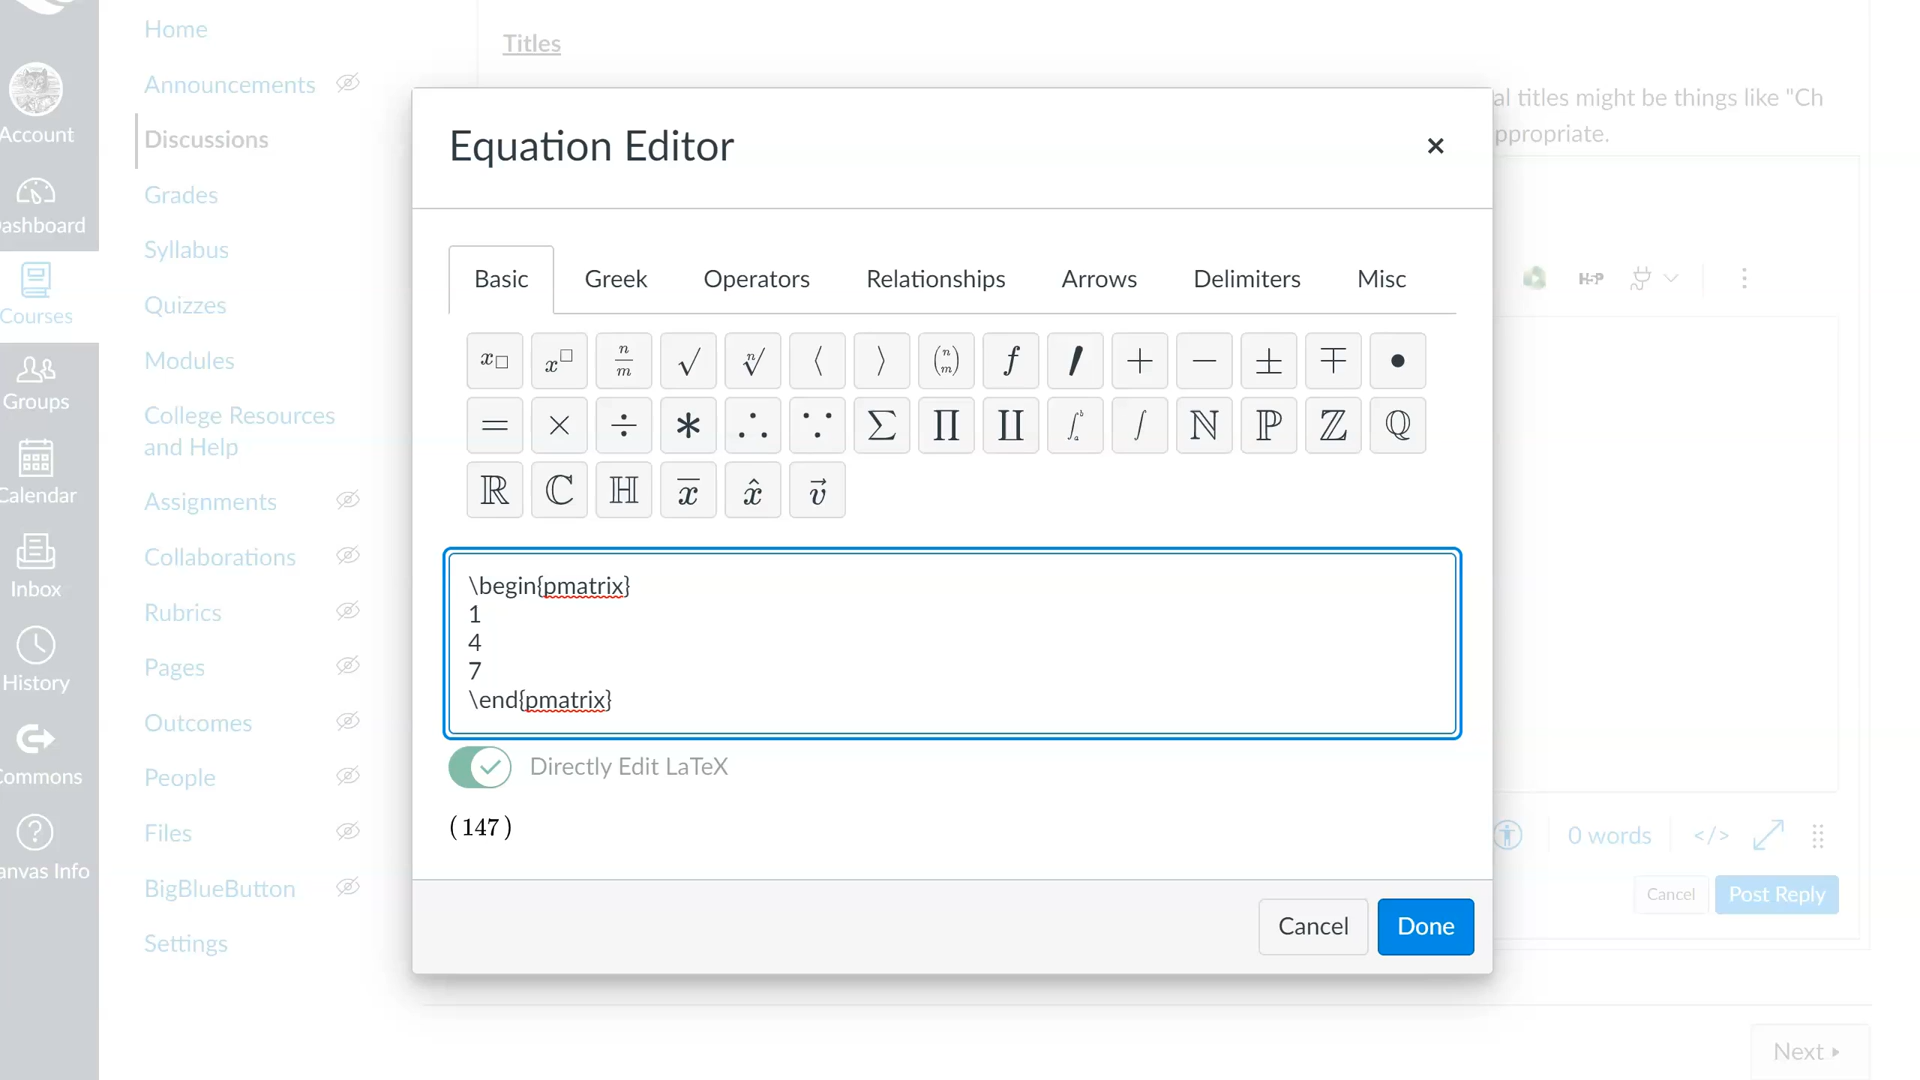 Account
ashboard
Courses
Groups
Calendar
Inbox
History
Commons
anvas Info
Home
Announcements
Discussions
Grades
Syllabus
Quizzes
Modules
College Resources
and Help
Assignments
Collaborations
Rubrics
Pages
Outcomes
People
Files
BigBlueButton
Settings
Titles
al titles might be things like "Ch
ppropriate.
H-P
Equation Editor
×
Basic Greek Operators Relationships Arrows Delimiters Misc
x□ x□ n/m √ ⁿ√ ⟨ ⟩ (n m) f ′ + − ± ∓ •
= × ÷ ∗ ∴ ∵ ∑ ∏ ∐ ∫ₐᵇ ∫ ℕ ℙ ℤ ℚ
ℝ ℂ ℍ x̅ x̂ v⃗
\begin{pmatrix}
1
4
7
\end{pmatrix}
Directly Edit LaTeX
(147)
Cancel Done
0 words </>
Cancel Post Reply
Next